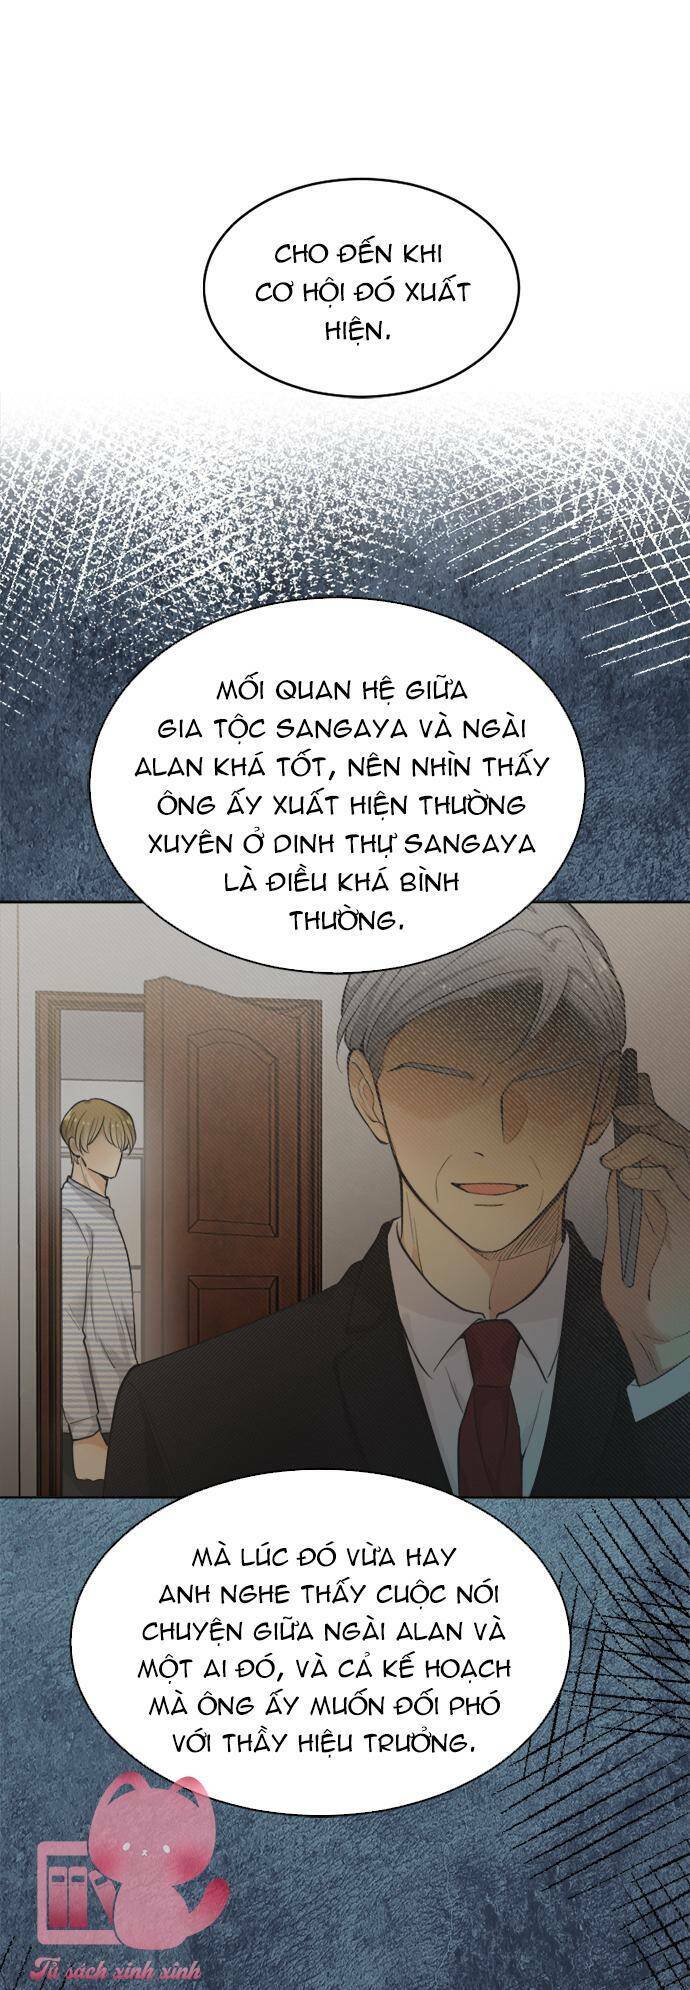 CHO ĐẾN KHI
CƠ HỘI ĐÓ XUẤT
HIỆN.
MỐI QUAN HỆ GIỮA
GIA TỘC SANGAYA VÀ NGÀI
ALAN KHÁ TỐT, NÊN NHÌN THẤY
ÔNG ẤY XUẤT HIỆN THƯỜNG
XUYÊN Ở DINH THỰ SANGAYA
LÀ ĐIỀU KHÁ BÌNH
THƯỜNG.
MÀ LÚC ĐÓ VỪA HAY
ANH NGHE THẤY CUỘC NÓI
CHUYỆN GIỮA NGÀI ALAN VÀ
MỘT AI ĐÓ, VÀ CẢ KẾ HOẠCH
MÀ ÔNG ẤY MUỐN ĐỐI PHÓ
VỚI THẦY HIỆU TRƯỞNG.
Tủ sách xinh xinh